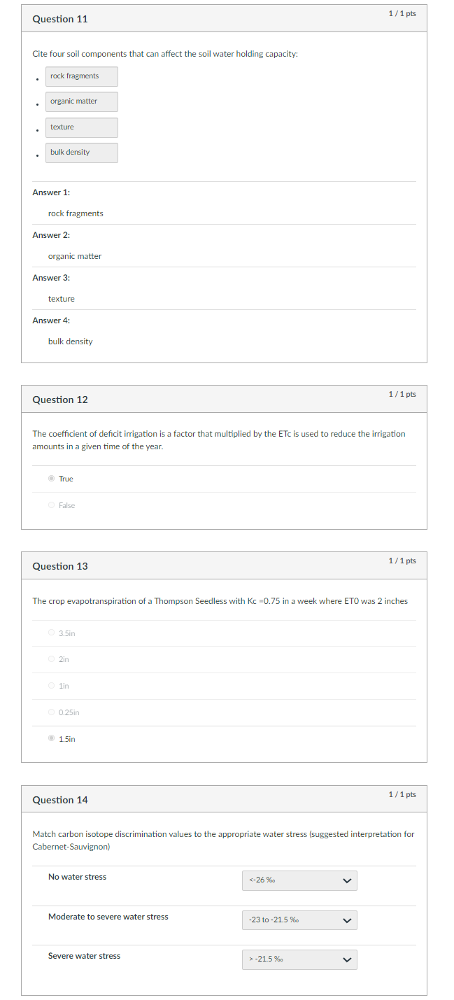 Question 11
1 / 1 pts
Cite four soil components that can affect the soil water holding capacity:
• rock fragments
• organic matter
• texture
• bulk density
Answer 1:
rock fragments
Answer 2:
organic matter
Answer 3:
texture
Answer 4:
bulk density
Question 12
1 / 1 pts
The coefficient of deficit irrigation is a factor that multiplied by the ETc is used to reduce the irrigation
amounts in a given time of the year.
True
False
Question 13
1 / 1 pts
The crop evapotranspiration of a Thompson Seedless with Kc =0.75 in a week where ET0 was 2 inches
3.5in
2in
1in
0.25in
1.5in
Question 14
1 / 1 pts
Match carbon isotope discrimination values to the appropriate water stress (suggested interpretation for
Cabernet-Sauvignon)
No water stress
<-26 ‰
Moderate to severe water stress
-23 to -21.5 ‰
Severe water stress
> -21.5 ‰